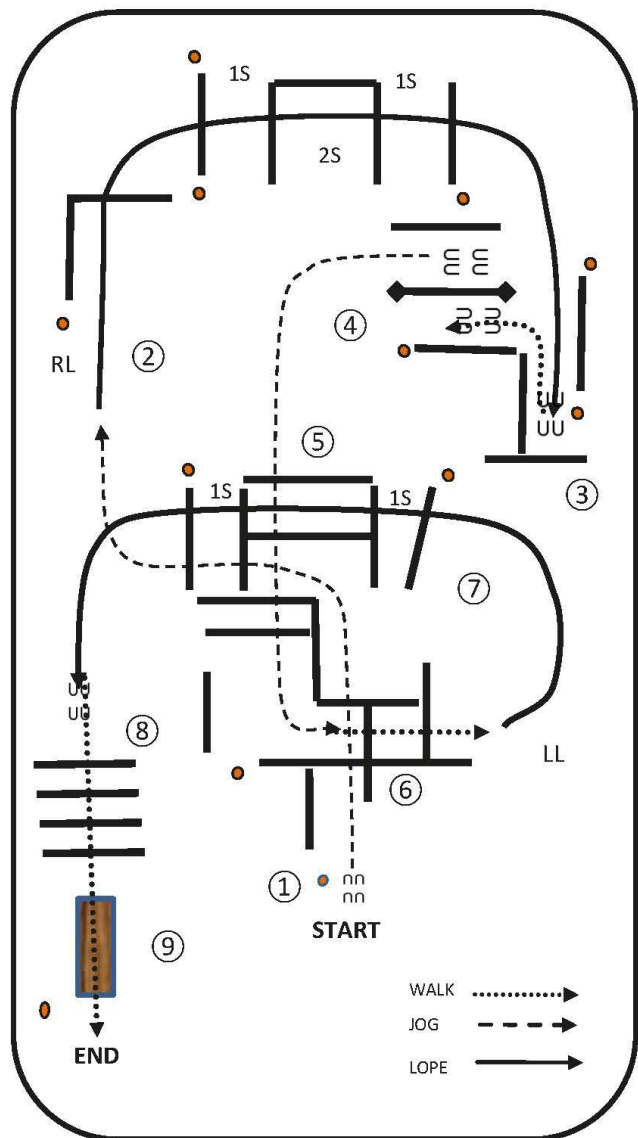 1S 1S
2S
④
RL ②
⑤
③
1S 1S
⑦
⑧
LL
⑥
①
START
⑨
WALK
JOG
END
LOPE